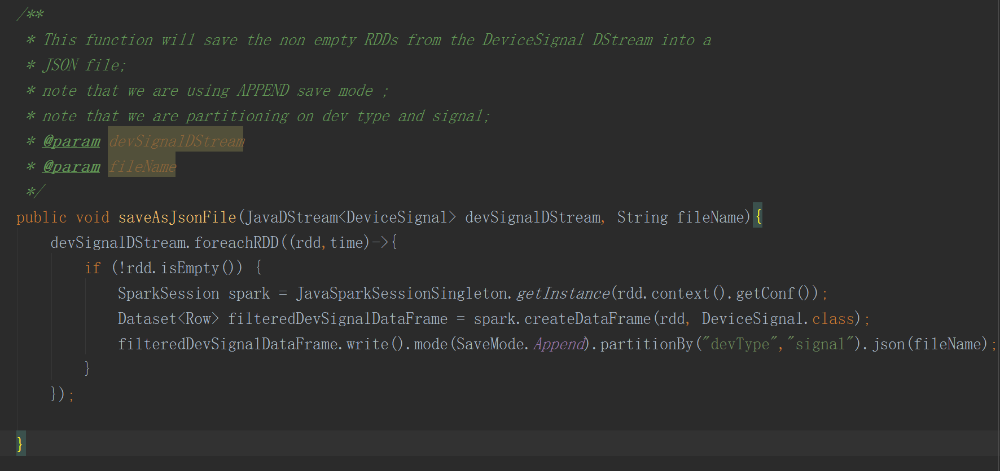 /**
 * This function will save the non empty RDDs from the DeviceSignal DStream into a
 * JSON file;
 * note that we are using APPEND save mode ;
 * note that we are partitioning on dev type and signal;
 * @param devSignalDStream
 * @param fileName
 */
public void saveAsJsonFile(JavaDStream<DeviceSignal> devSignalDStream, String fileName){
    devSignalDStream.foreachRDD((rdd,time)->{
        if (!rdd.isEmpty()) {
            SparkSession spark = JavaSparkSessionSingleton.getInstance(rdd.context().getConf());
            Dataset<Row> filteredDevSignalDataFrame = spark.createDataFrame(rdd, DeviceSignal.class);
            filteredDevSignalDataFrame.write().mode(SaveMode.Append).partitionBy("devType","signal").json(fileName);
        }
    });
}